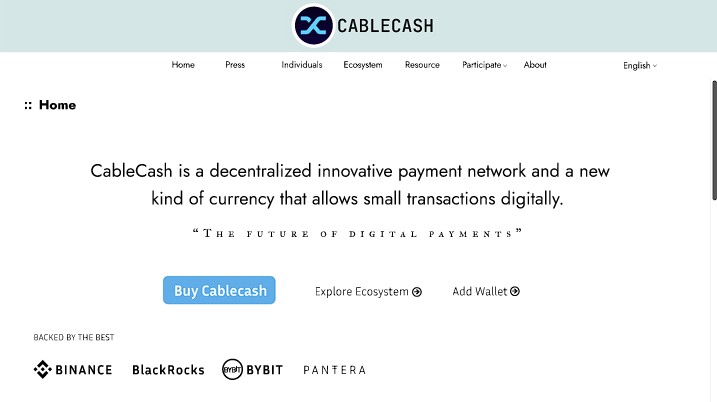 CABLECASH
Home Press Individuals Ecosystem Resource Participate About English
:: Home
CableCash is a decentralized innovative payment network and a new
kind of currency that allows small transactions digitally.
“The future of digital payments”
Buy Cablecash Explore Ecosystem Add Wallet
BACKED BY THE BEST
BINANCE BlackRocks BYBIT BYBIT PANTERA